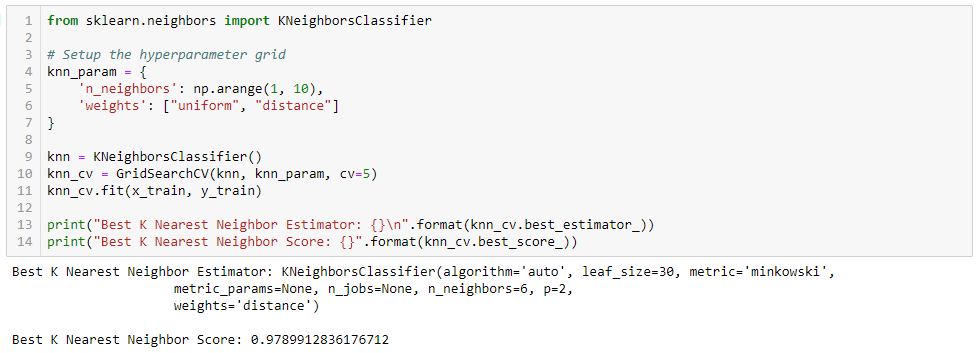 1 from sklearn.neighbors import KNeighborsClassifier
2
3 # Setup the hyperparameter grid
4 knn_param = {
5     'n_neighbors': np.arange(1, 10),
6     'weights': ["uniform", "distance"]
7 }
8
9 knn = KNeighborsClassifier()
10 knn_cv = GridSearchCV(knn, knn_param, cv=5)
11 knn_cv.fit(x_train, y_train)
12
13 print("Best K Nearest Neighbor Estimator: {}\n".format(knn_cv.best_estimator_))
14 print("Best K Nearest Neighbor Score: {}".format(knn_cv.best_score_))
Best K Nearest Neighbor Estimator: KNeighborsClassifier(algorithm='auto', leaf_size=30, metric='minkowski',
metric_params=None, n_jobs=None, n_neighbors=6, p=2,
weights='distance')
Best K Nearest Neighbor Score: 0.9789912836176712